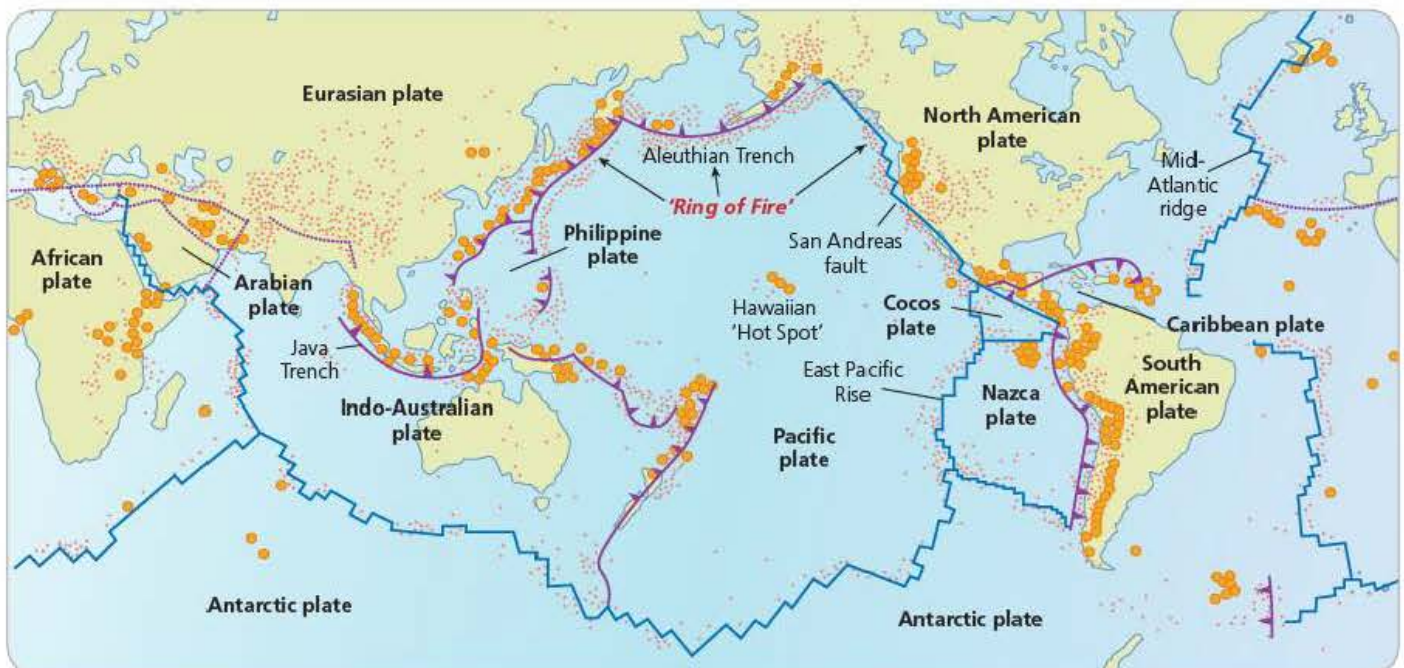 Eurasian plate
North American
plate
Aleuthian Trench
Mid-
Atlantic
ridge
'Ring of Fire'
African
plate
Arabian
plate
Philippine
plate
San Andreas
fault
Hawaiian
'Hot Spot'
Cocos
plate
Caribbean plate
Java
Trench
East Pacific
Rise
Nazca
plate
South
American
plate
Indo-Australian
plate
Pacific
plate
Antarctic plate
Antarctic plate